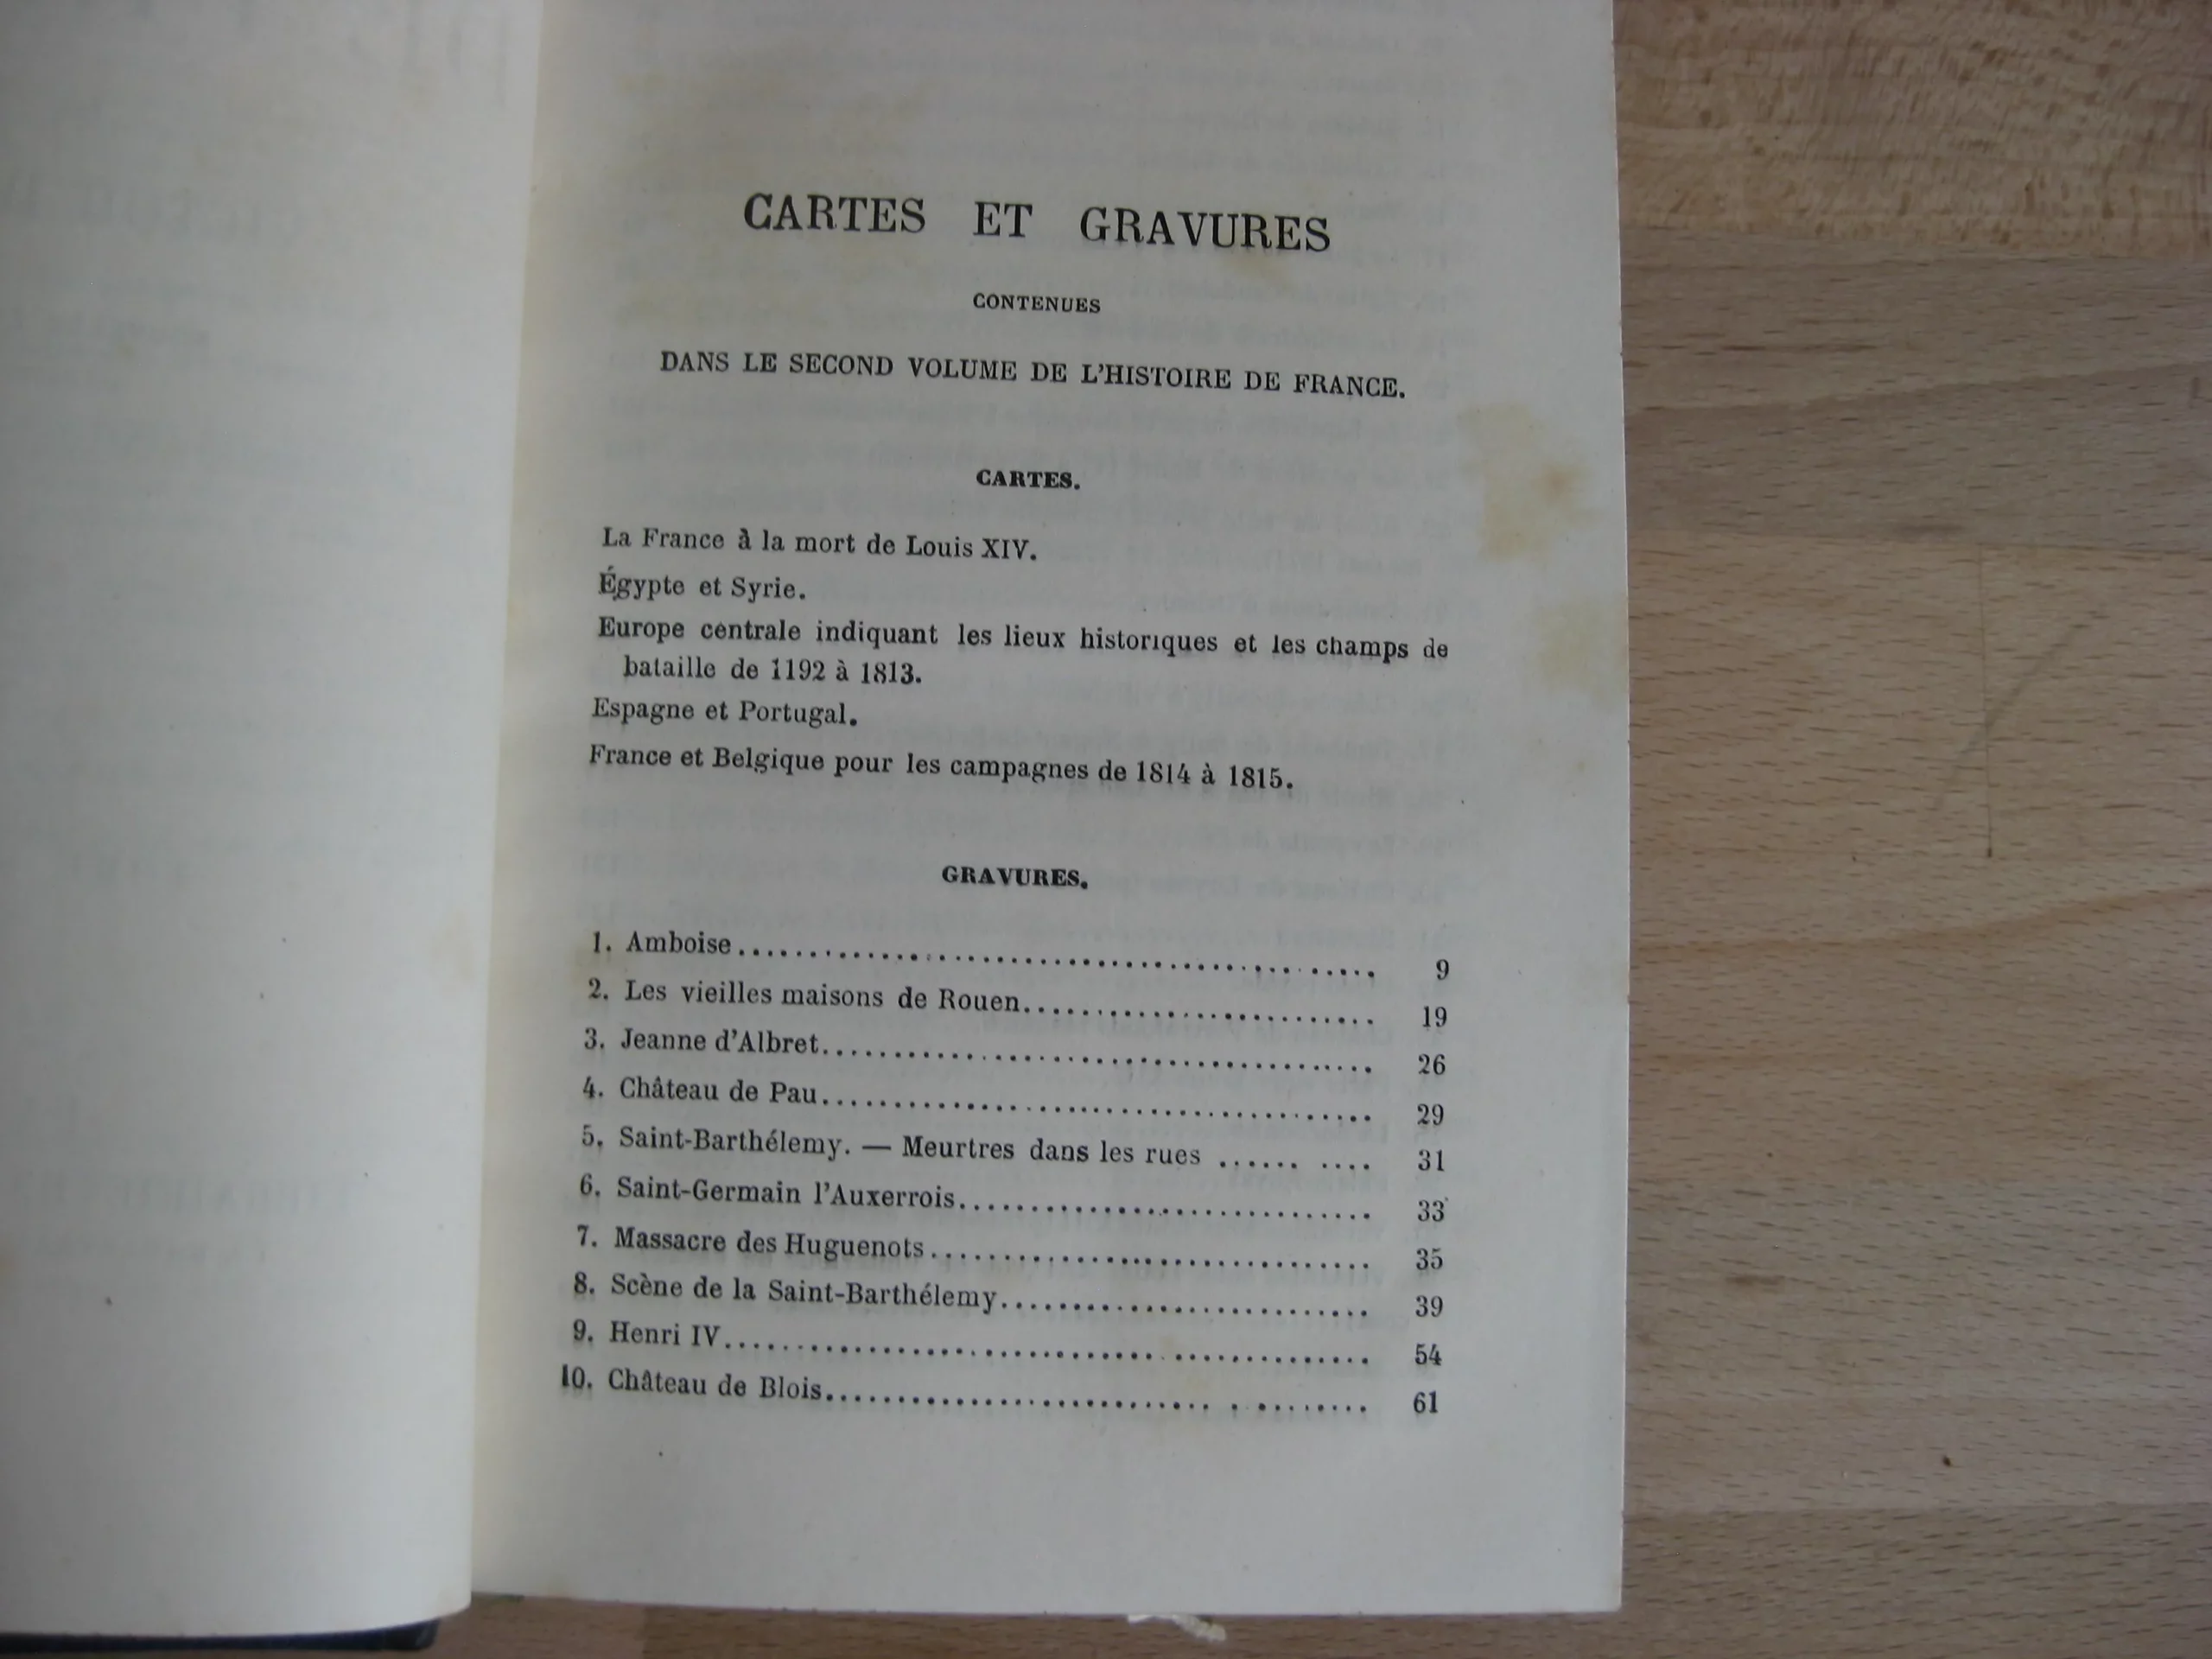 CARTES ET GRAVURES
CONTENUES
DANS LE SECOND VOLUME DE L'HISTOIRE DE FRANCE.
CARTES.
La France à la mort de Louis XIV.
Égypte et Syrie.
Europe centrale indiquant les lieux historiques et les champs de
bataille de 1192 à 1813.
Espagne et Portugal.
France et Belgique pour les campagnes de 1814 à 1815.
GRAVURES.
1. Amboise........................................ 9
2. Les vieilles maisons de Rouen........................ 19
3. Jeanne d'Albret.................................... 26
4. Château de Pau.................................... 29
5. Saint-Barthélemy. — Meurtres dans les rues ...... .... 31
6. Saint-Germain l'Auxerrois............................ 33
7. Massacre des Huguenots.............................. 35
8. Scène de la Saint-Barthélemy......................... 39
9. Henri IV.......................................... 54
10. Château de Blois........................... . ........ 61